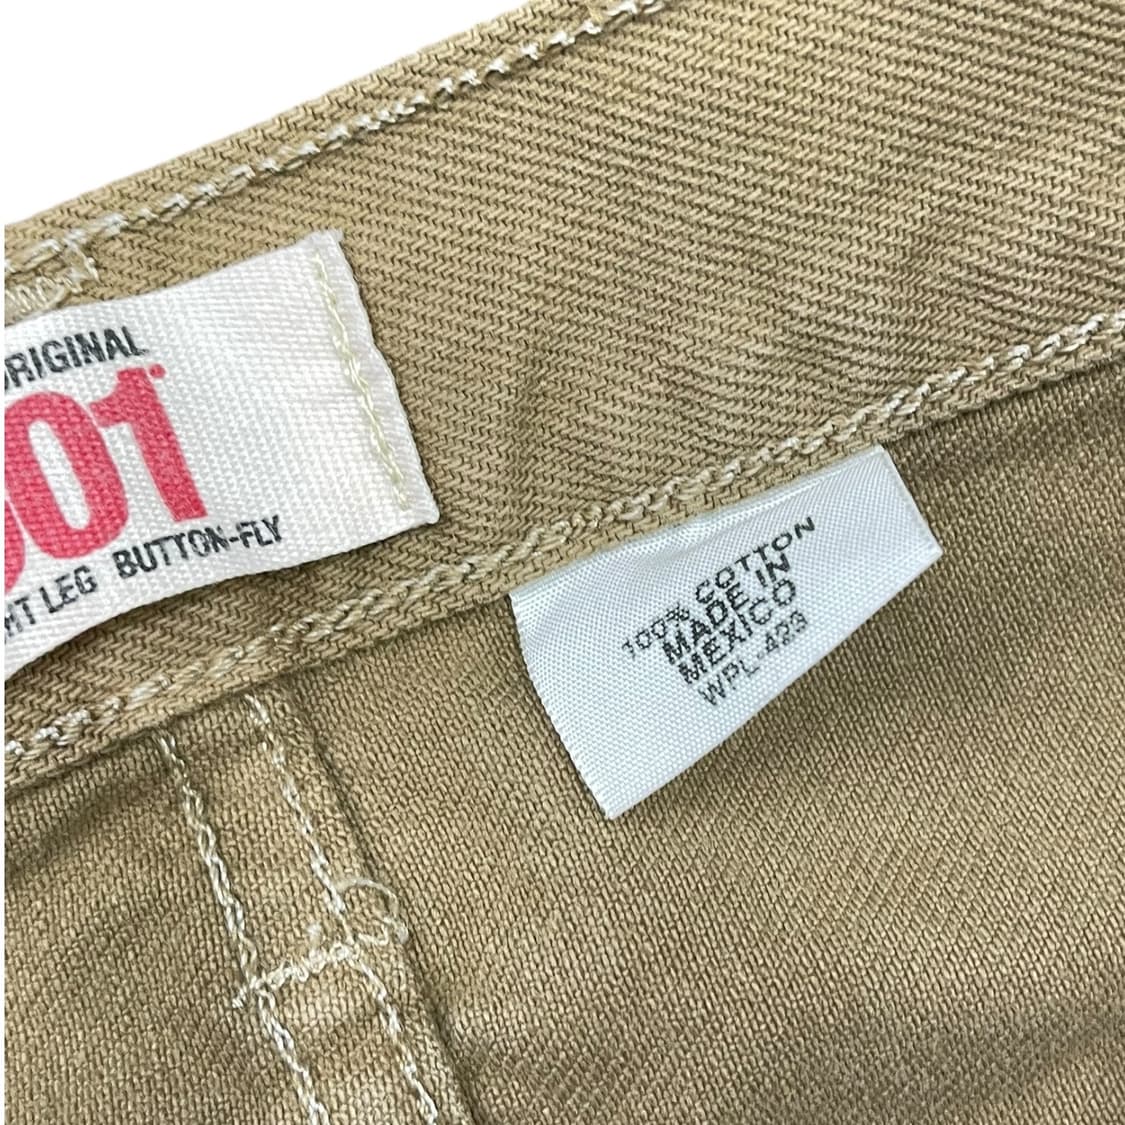 ORIGINAL
501
HT LEG BUTTON-FLY
100% COTTON
MADE IN
MEXICO
WPL-423